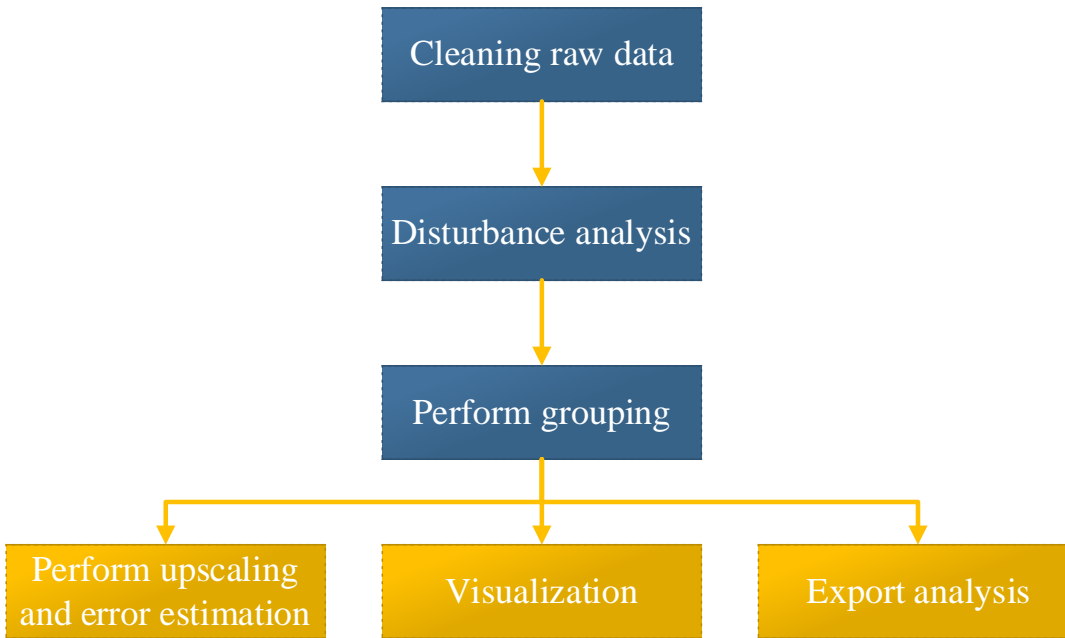 Cleaning raw data
Disturbance analysis
Perform grouping
Perform upscaling
and error estimation
Visualization
Export analysis